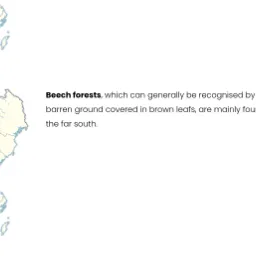 Beech forests, which can generally be recognised by
barren ground covered in brown leafs, are mainly fou
the far south.